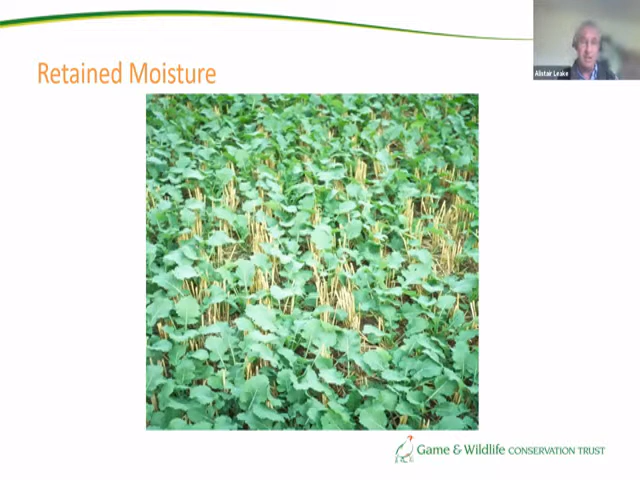 Retained Moisture
Alistair Leake
Game & Wildlife CONSERVATION TRUST